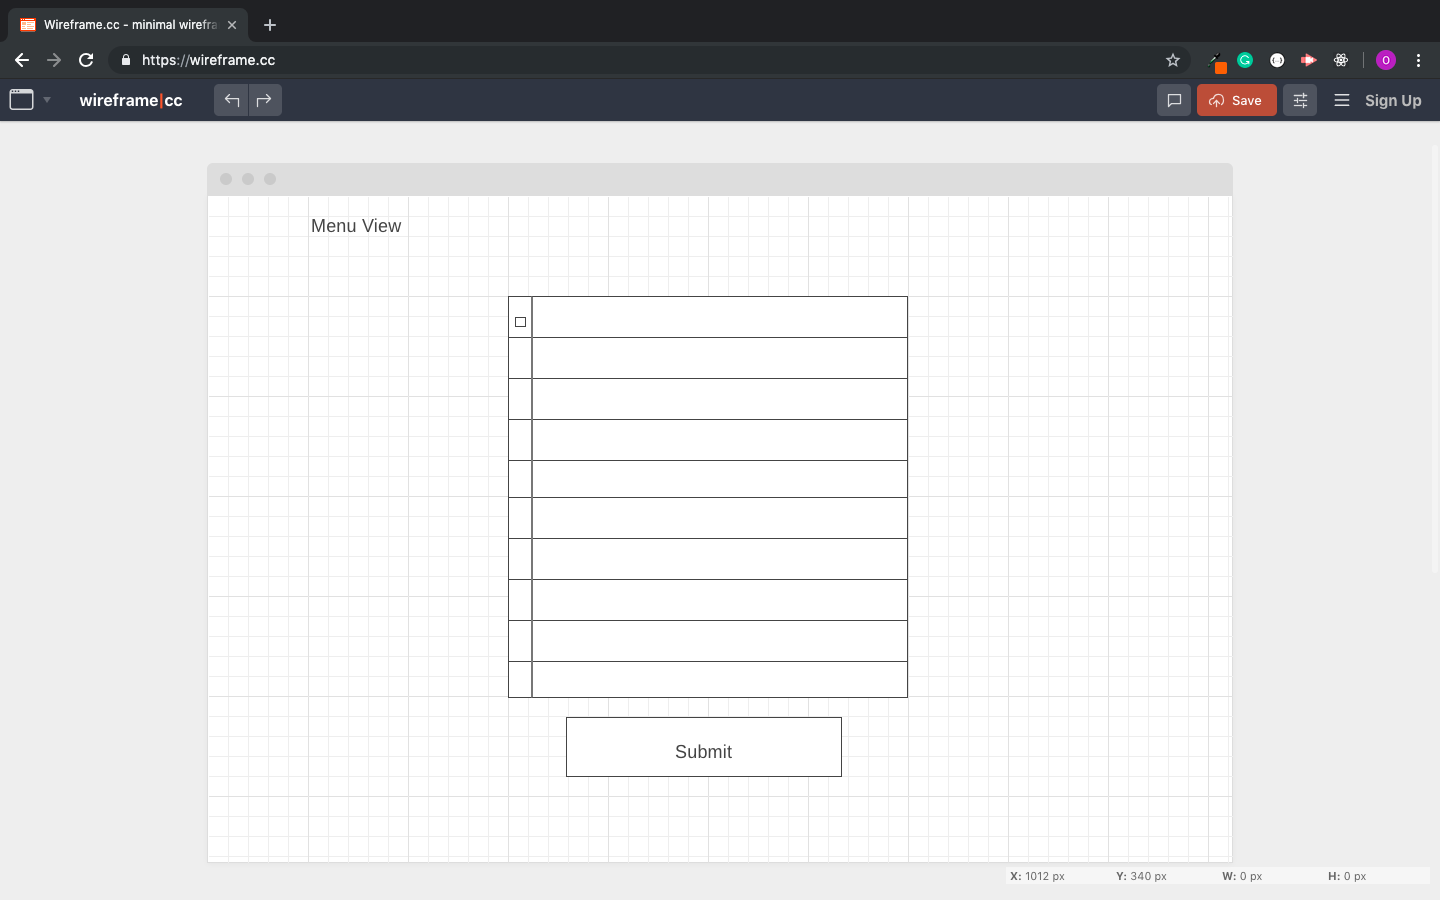 Wireframe.cc - minimal wirefra
https://wireframe.cc
O
wireframe|cc
Save
Sign Up
Menu View
Submit
X: 1012 px
Y: 340 px
W: 0 px
H: 0 px